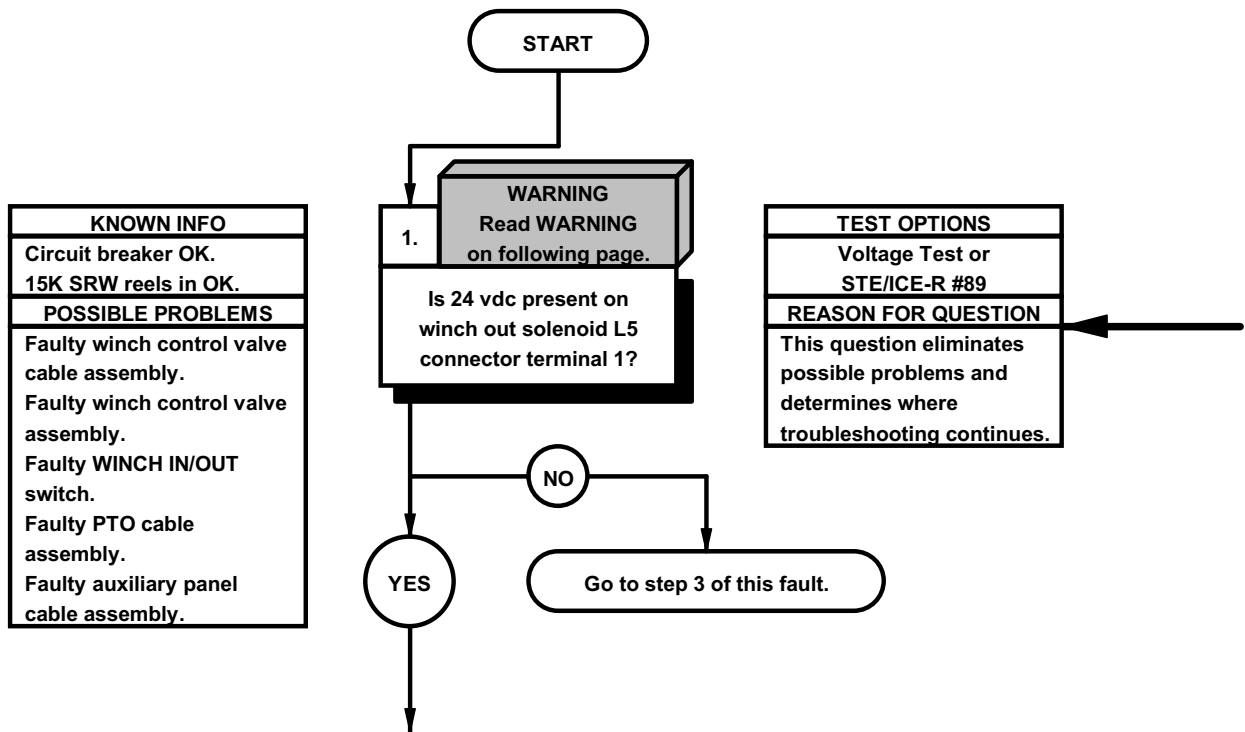 START
WARNING
Read WARNING
on following page.
1.
Is 24 vdc present on
winch out solenoid L5
connector terminal 1?
KNOWN INFO
Circuit breaker OK.
15K SRW reels in OK.
POSSIBLE PROBLEMS
Faulty winch control valve
cable assembly.
Faulty winch control valve
assembly.
Faulty WINCH IN/OUT
switch.
Faulty PTO cable
assembly.
Faulty auxiliary panel
cable assembly.
TEST OPTIONS
Voltage Test or
STE/ICE-R #89
REASON FOR QUESTION
This question eliminates
possible problems and
determines where
troubleshooting continues.
NO
YES
Go to step 3 of this fault.